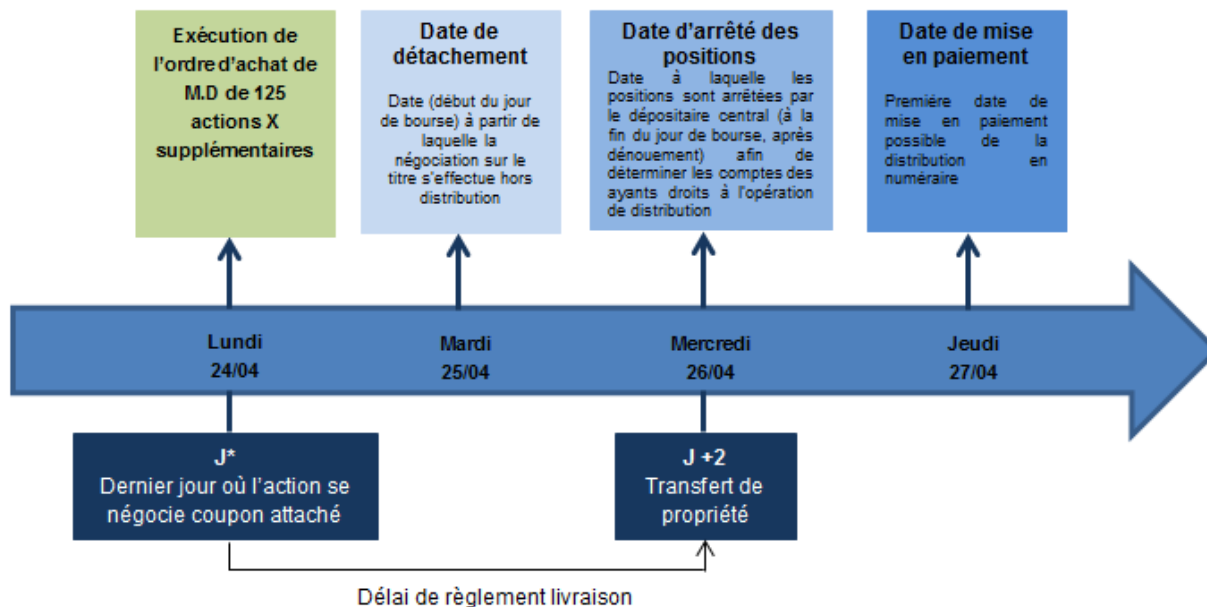 Exécution de
l'ordre d'achat de
M.D de 125
actions X
supplémentaires
Date de
détachement
Date (début du jour
de bourse) à partir de
laquelle la
négociation sur le
titre s'effectue hors
distribution
Date d'arrêté des
positions
Date à laquelle les
positions sont arrêtées par
le dépositaire central (à la
fin du jour de bourse, après
dénouement) afin de
déterminer les comptes des
ayants droits à l'opération
de distribution
Date de mise
en paiement
Première date de
mise en paiement
possible de la
distribution en
numéraire
Lundi
24/04
Mardi
25/04
Mercredi
26/04
Jeudi
27/04
J*
Dernier jour où l'action se
négocie coupon attaché
J +2
Transfert de
propriété
Délai de règlement livraison